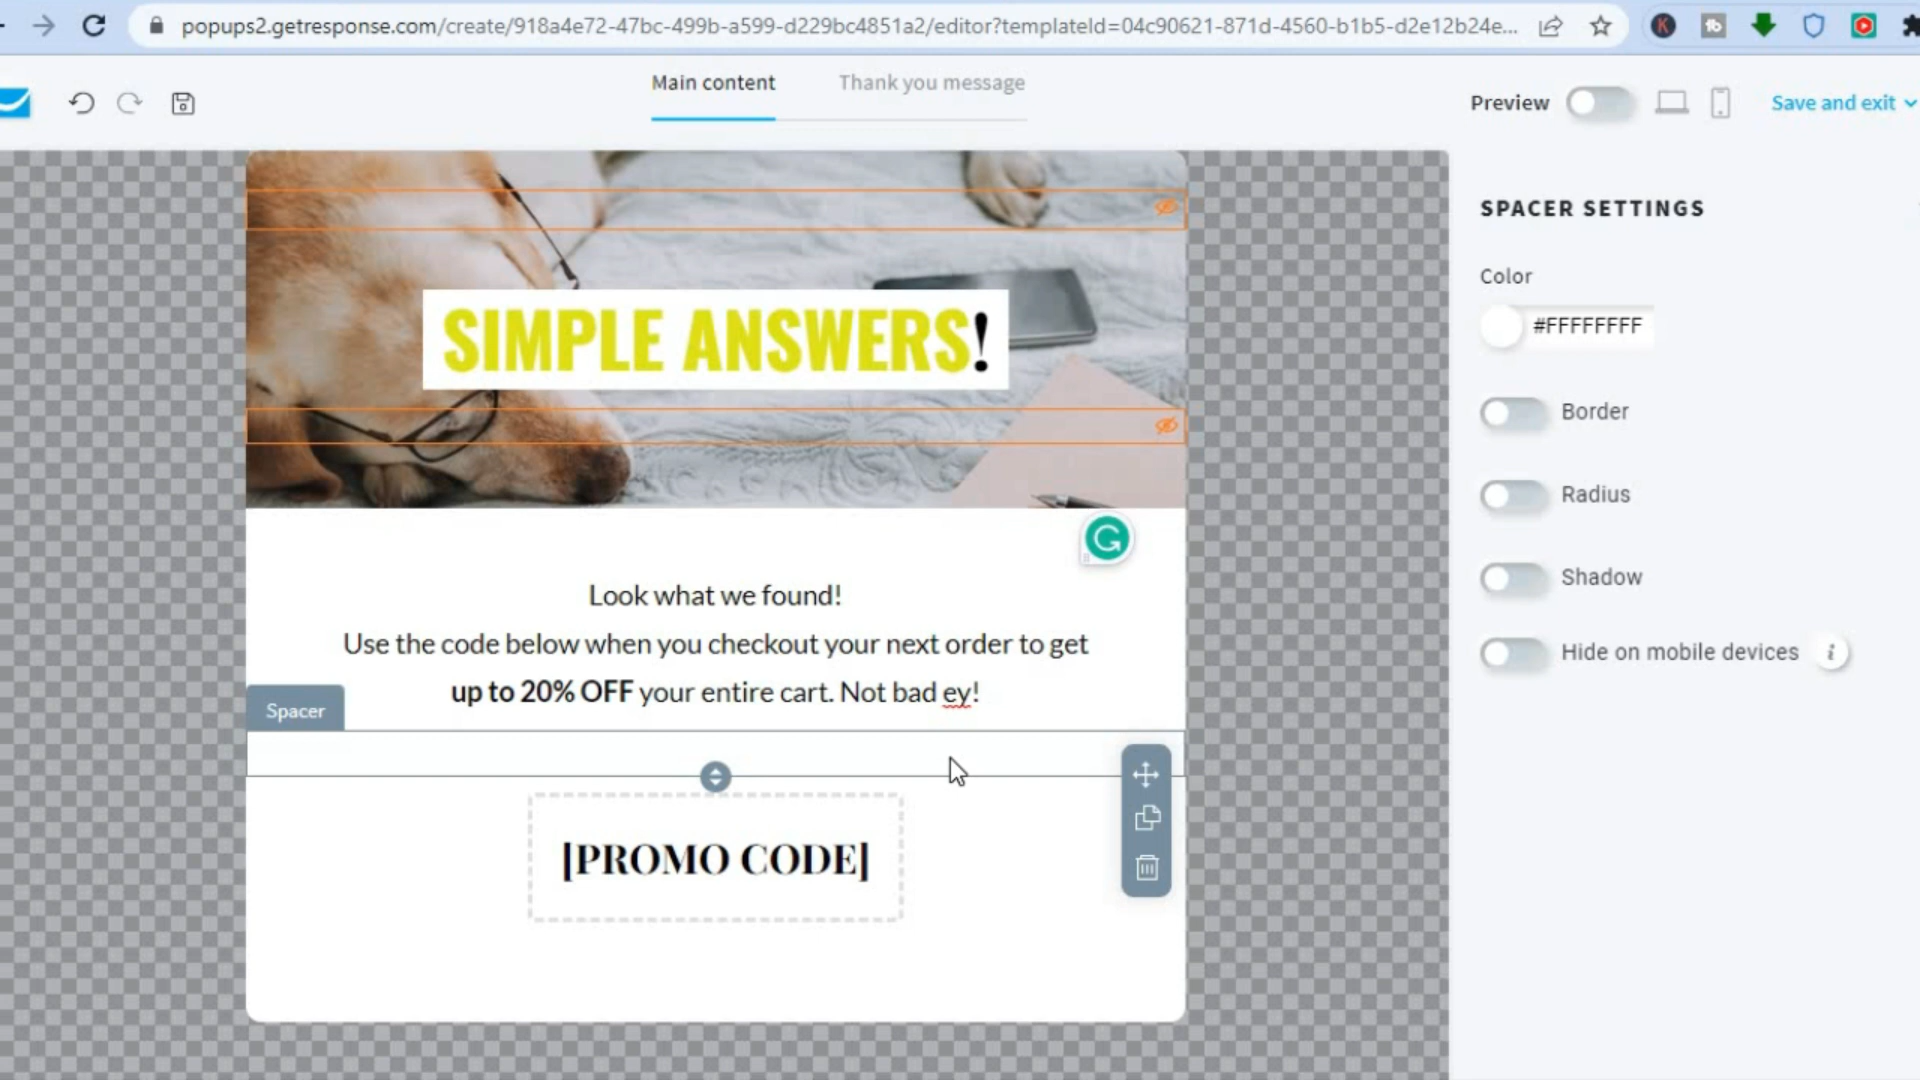 popups2.getresponse.com/create/918a4e72-47bc-499b-a599-d229bc4851a2/editor?templateId=04c90621-871d-4560-b1b5-d2e12b24e...
Main content
Thank you message
Preview
Save and exit
SIMPLE ANSWERS!
Look what we found!
Use the code below when you checkout your next order to get
up to 20% OFF your entire cart. Not bad ey!
Spacer
[PROMO CODE]
SPACER SETTINGS
Color
#FFFFFFFF
Border
Radius
Shadow
Hide on mobile devices
i